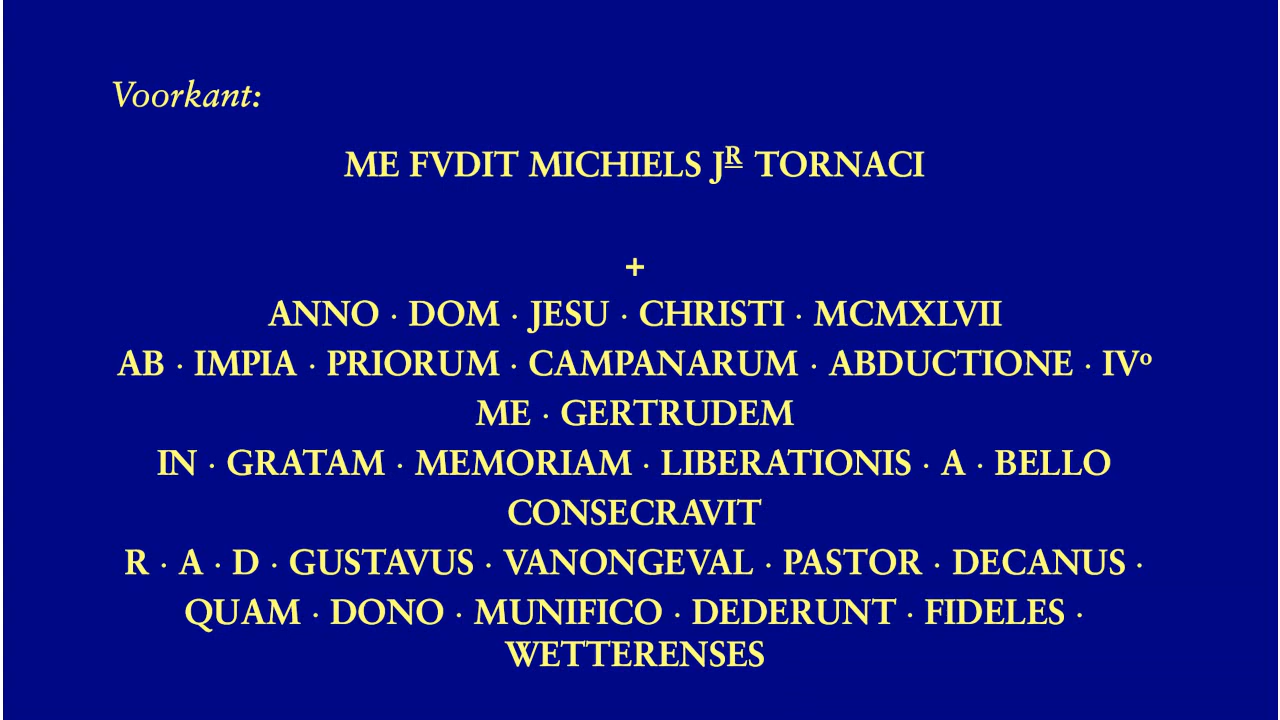 Voorkant:
ME FVDIT MICHIELS Jᴿ TORNACI
+
ANNO · DOM · JESU · CHRISTI · MCMXLVII
AB · IMPIA · PRIORUM · CAMPANARUM · ABDUCTIONE · IVº
ME · GERTRUDEM
IN · GRATAM · MEMORIAM · LIBERATIONIS · A · BELLO
CONSECRAVIT
R · A · D · GUSTAVUS · VANONGEVAL · PASTOR · DECANUS ·
QUAM · DONO · MUNIFICO · DEDERUNT · FIDELES ·
WETTERENSES